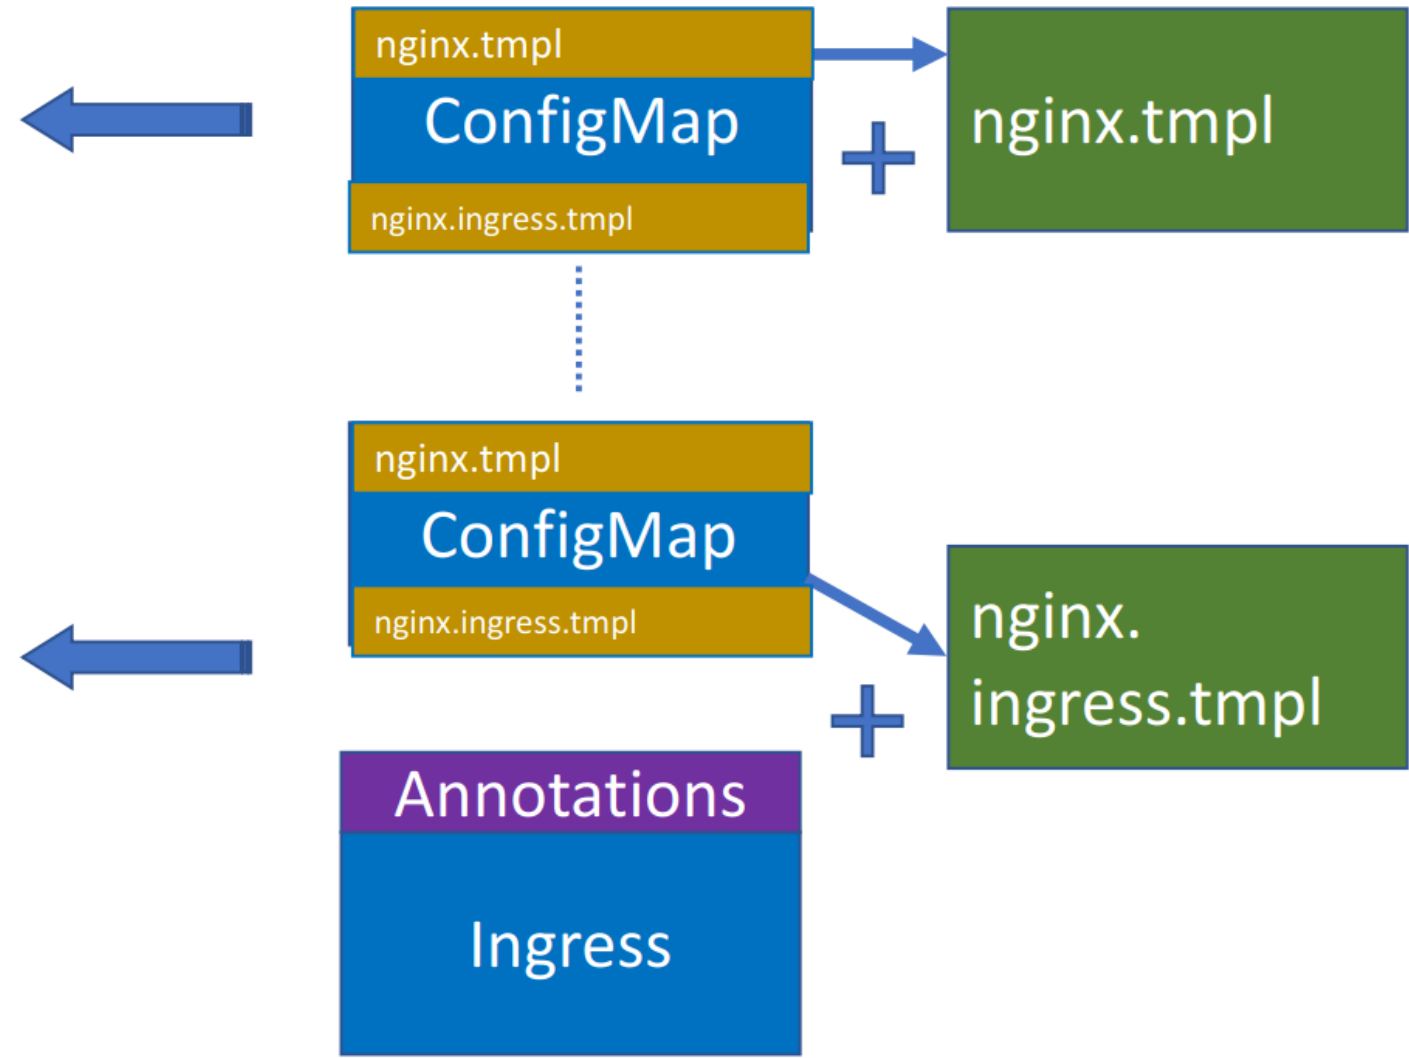 nginx.tmpl
ConfigMap
nginx.ingress.tmpl
nginx.tmpl
nginx.tmpl
ConfigMap
nginx.ingress.tmpl
nginx.
ingress.tmpl
Annotations
Ingress